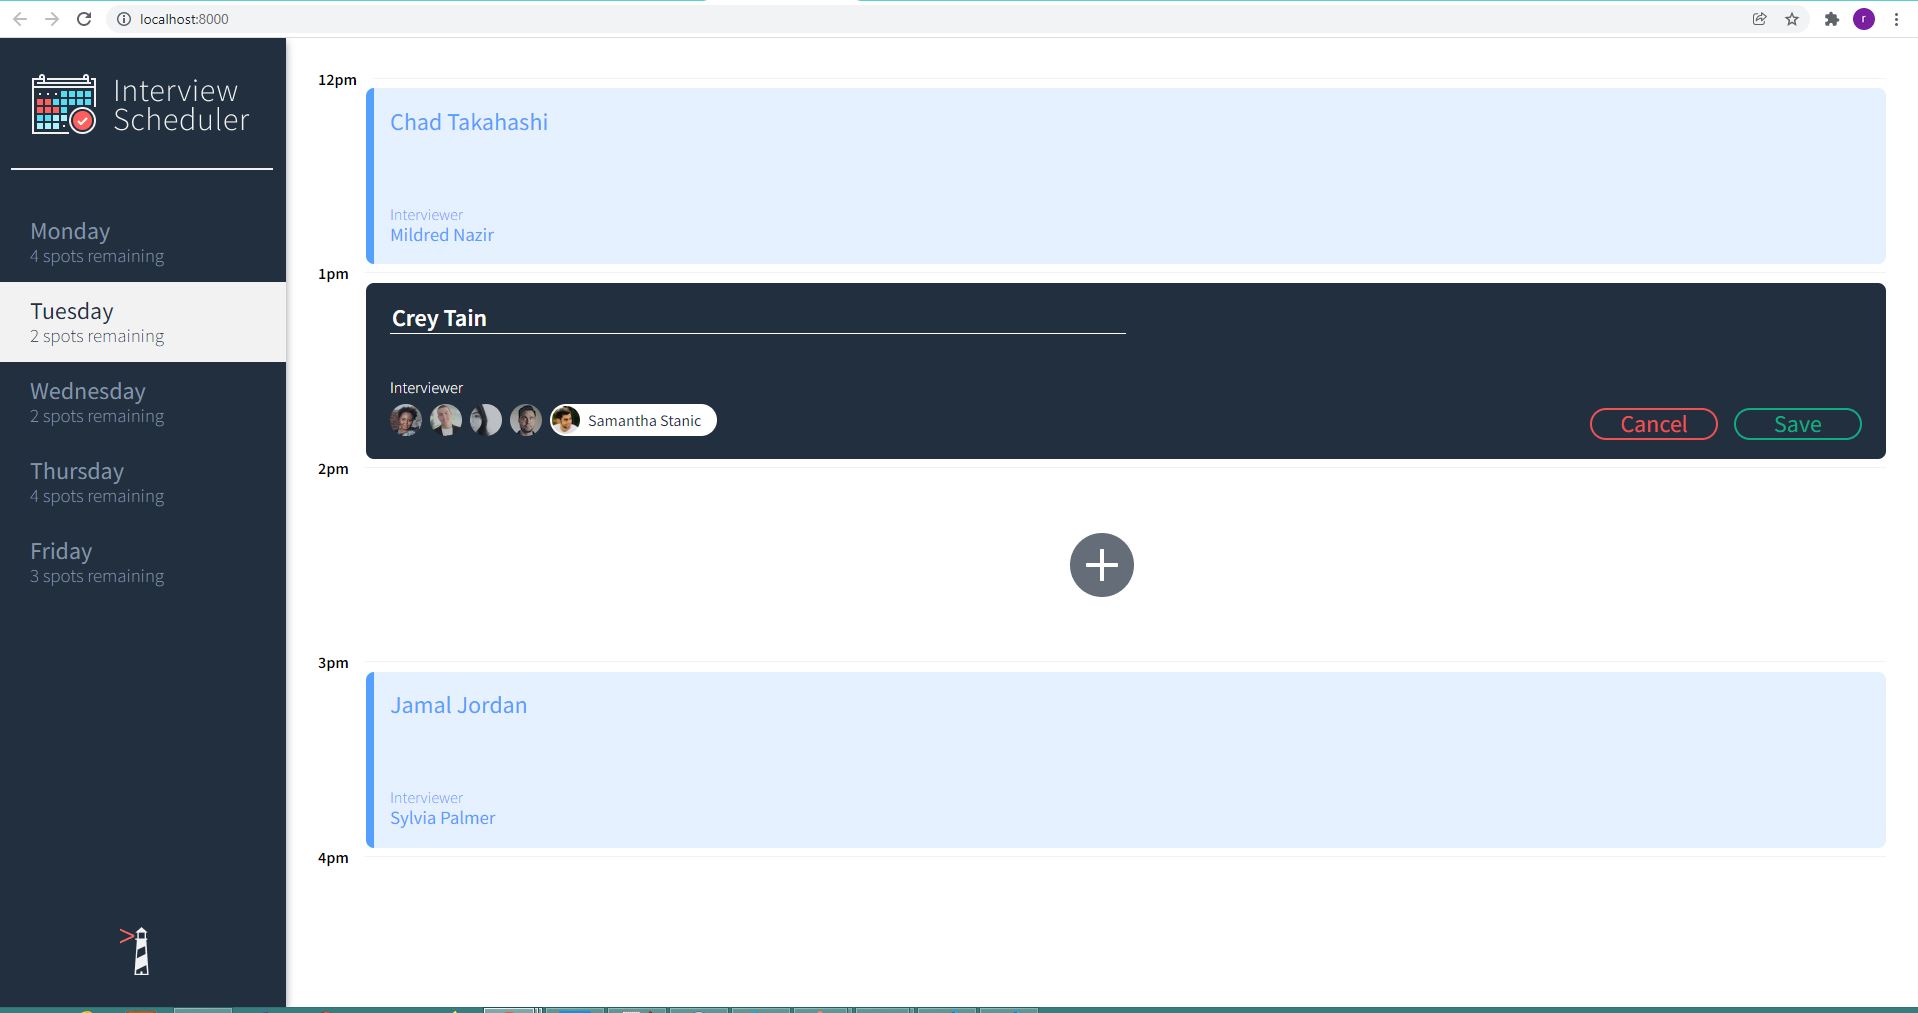 localhost:8000
r
Interview
Scheduler
Monday
4 spots remaining
Tuesday
2 spots remaining
Wednesday
2 spots remaining
Thursday
4 spots remaining
Friday
3 spots remaining
12pm
Chad Takahashi
Interviewer
Mildred Nazir
1pm
Crey Tain
Interviewer
Samantha Stanic
Cancel
Save
2pm
3pm
Jamal Jordan
Interviewer
Sylvia Palmer
4pm